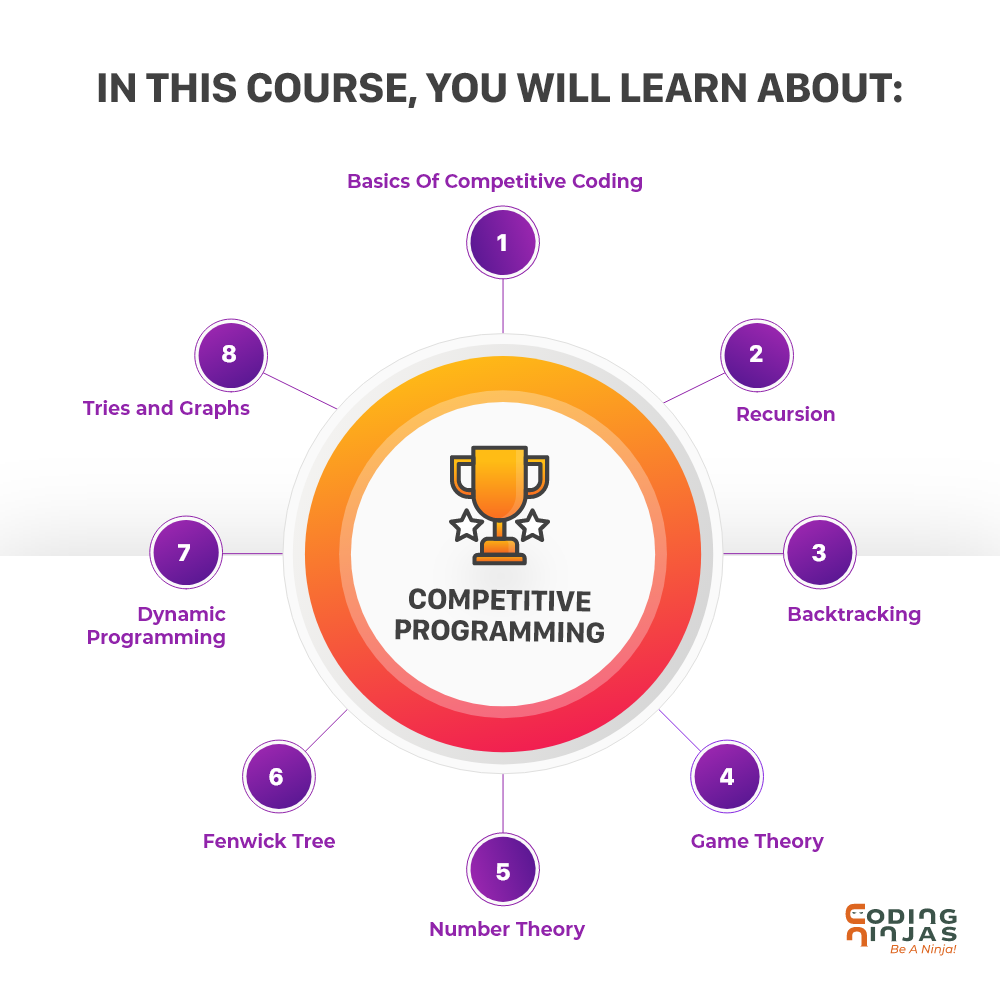 IN THIS COURSE, YOU WILL LEARN ABOUT:
Basics Of Competitive Coding
1
2
Recursion
3
Backtracking
4
Game Theory
5
Number Theory
6
Fenwick Tree
7
Dynamic
Programming
8
Tries and Graphs
COMPETITIVE
PROGRAMMING
CODING
NINJAS
Be A Ninja!